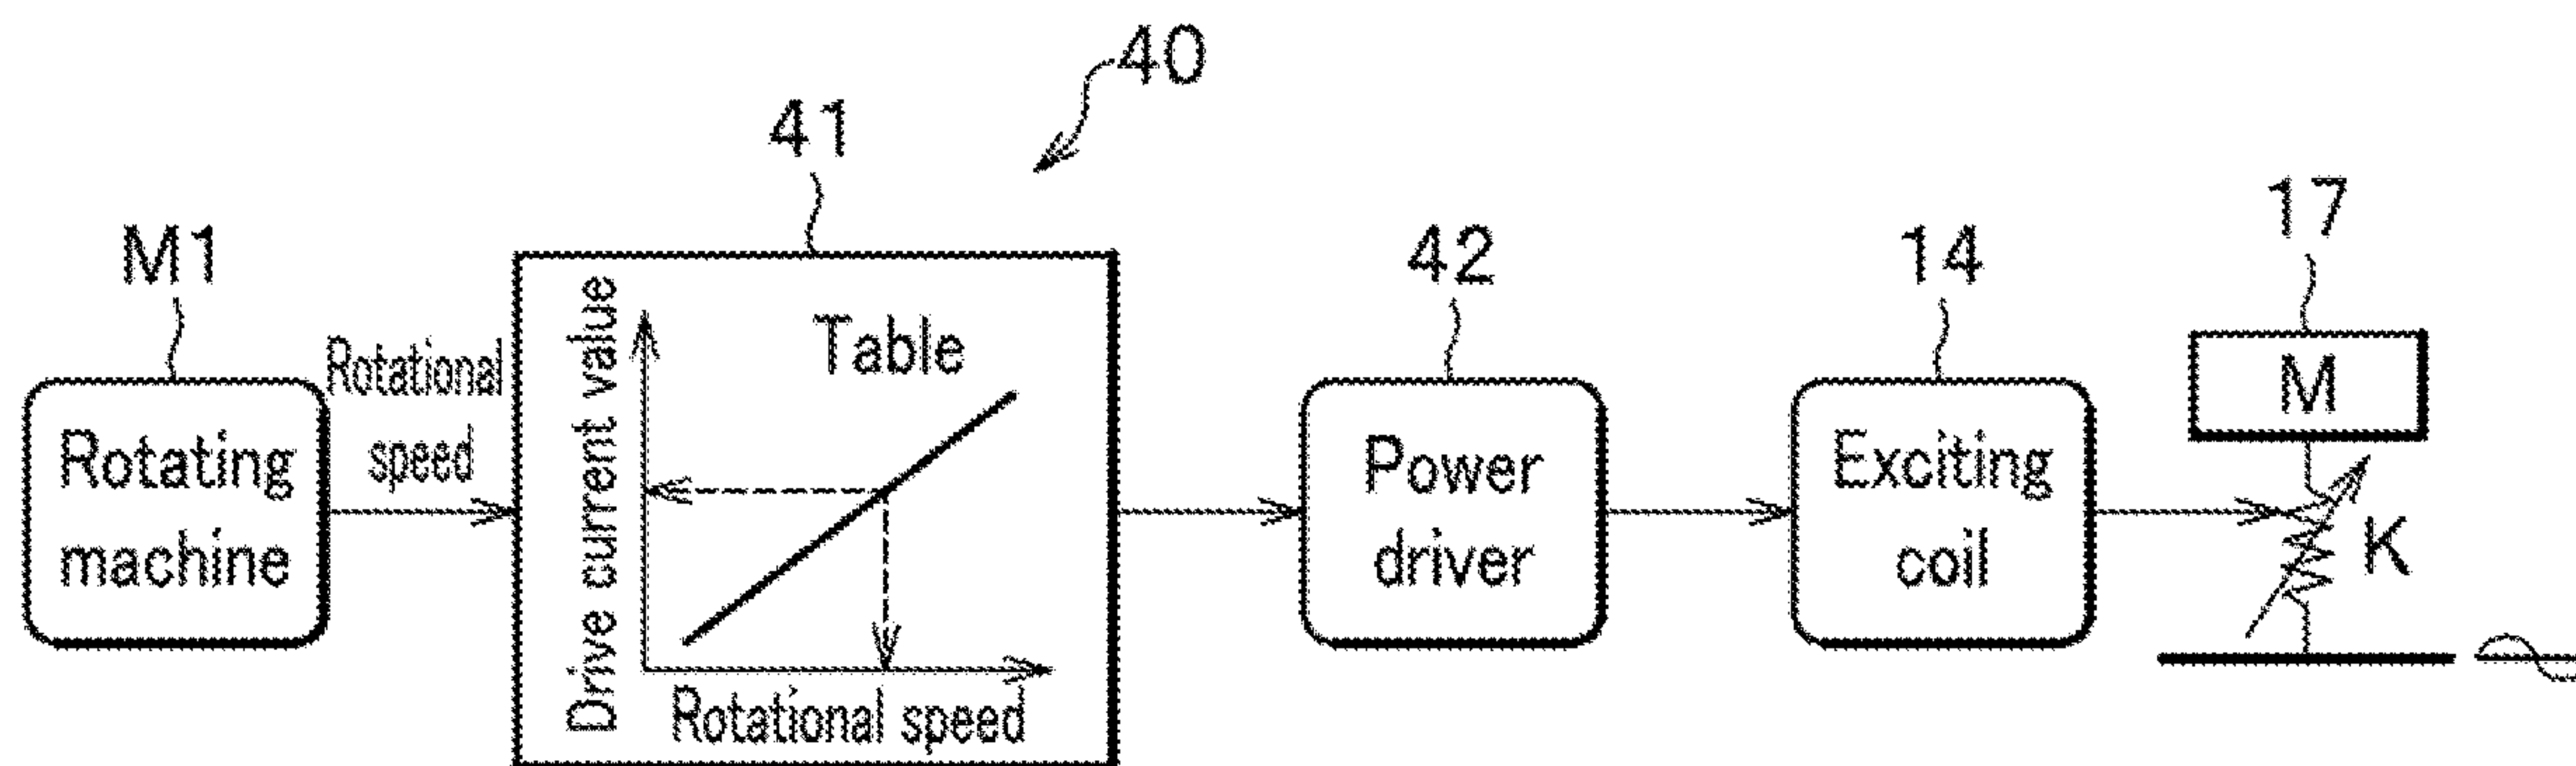 40
41
17
M1
42
14
Rotational
speed
Rotating
machine
Drive current value
Table
Rotational speed
Power
driver
Exciting
coil
M
K